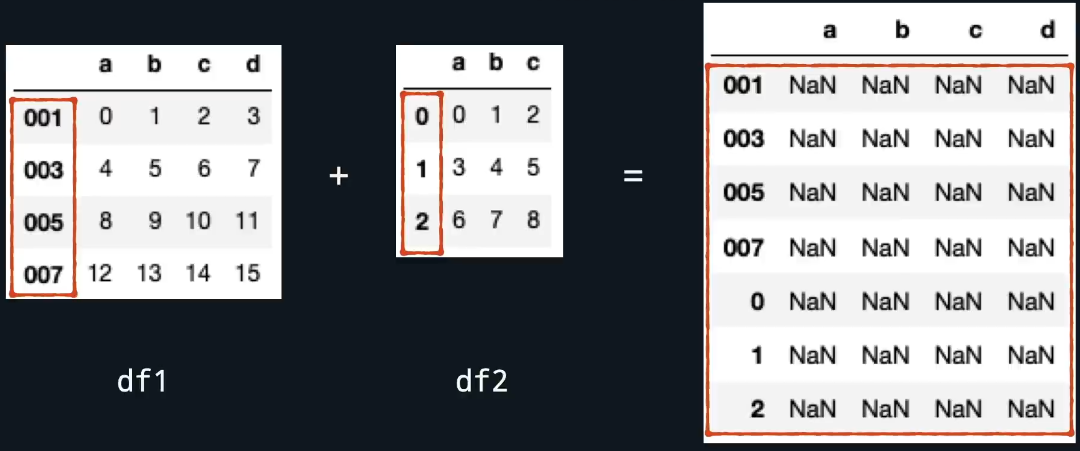 a b c d
001 0 1 2 3
003 4 5 6 7
005 8 9 10 11
007 12 13 14 15
df1
+
a b c
0 0 1 2
1 3 4 5
2 6 7 8
df2
=
a b c d
001 NaN NaN NaN NaN
003 NaN NaN NaN NaN
005 NaN NaN NaN NaN
007 NaN NaN NaN NaN
0 NaN NaN NaN NaN
1 NaN NaN NaN NaN
2 NaN NaN NaN NaN